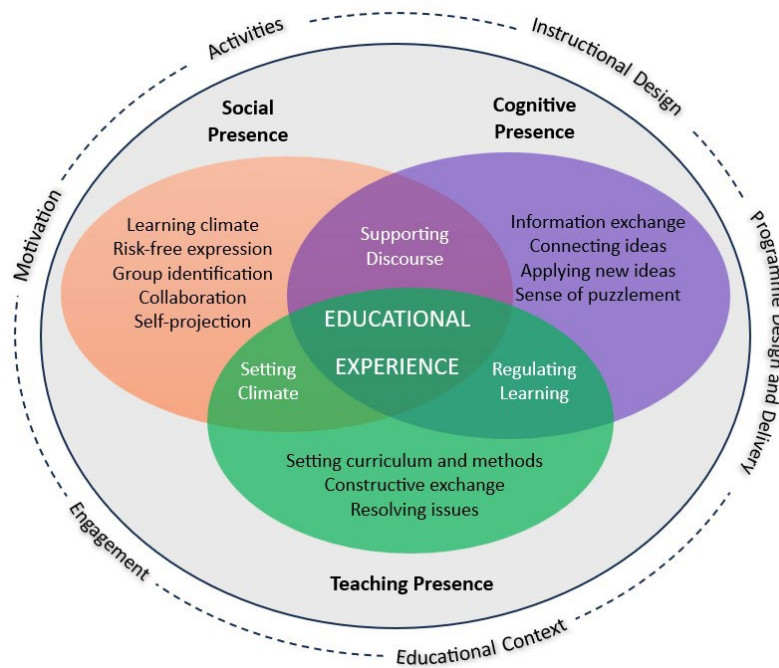 Activities
Instructional Design
Motivation
Programme Design and Delivery
Engagement
Educational Context
Social
Presence
Cognitive
Presence
Learning climate
Risk-free expression
Group identification
Collaboration
Self-projection
Supporting
Discourse
Information exchange
Connecting ideas
Applying new ideas
Sense of puzzlement
EDUCATIONAL
EXPERIENCE
Setting
Climate
Regulating
Learning
Setting curriculum and methods
Constructive exchange
Resolving issues
Teaching Presence